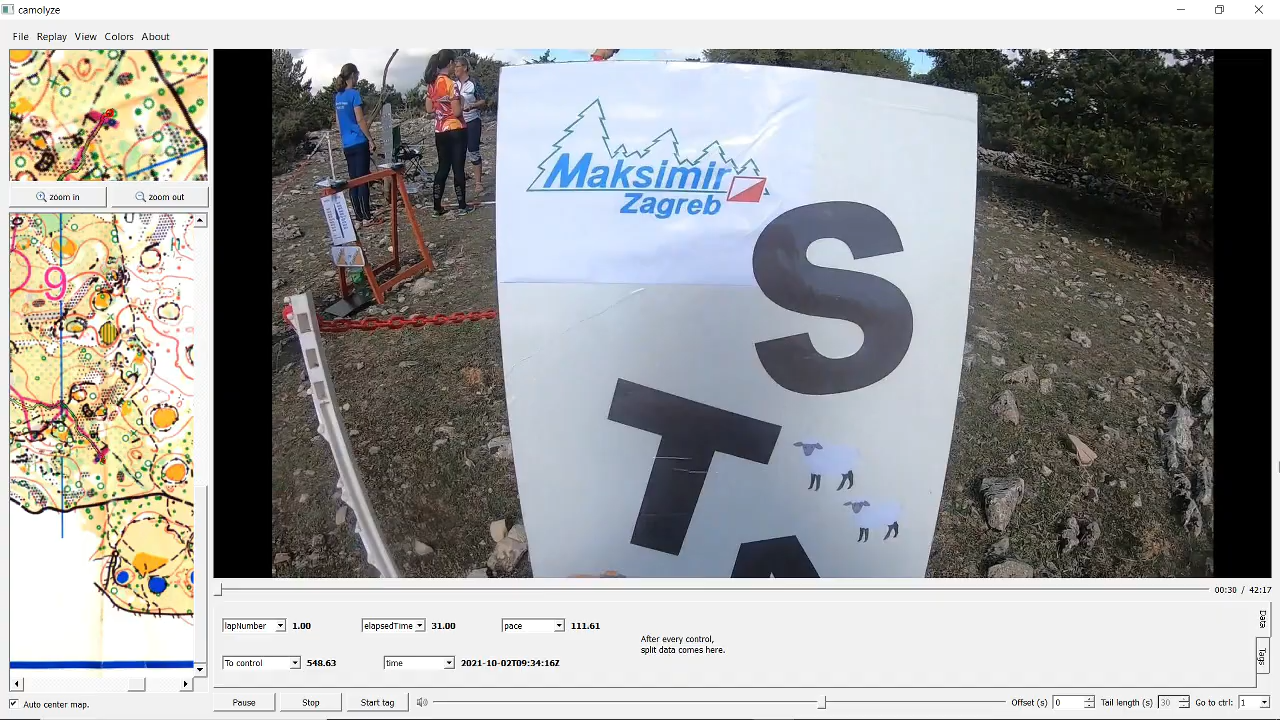 camolyze
File Replay View Colors About
zoom in zoom out
9
Maksimir
Zagreb
S
T
A
00:30 / 42:17
lapNumber 1.00 elapsedTime 31.00 pace 111.61
After every control,
split data comes here.
To control 548.63 time 2021-10-02T09:34:16Z
Data
Tags
Auto center map.
Pause Stop Start tag Offset (s) 0 Tail length (s) 30 Go to ctrl: 1